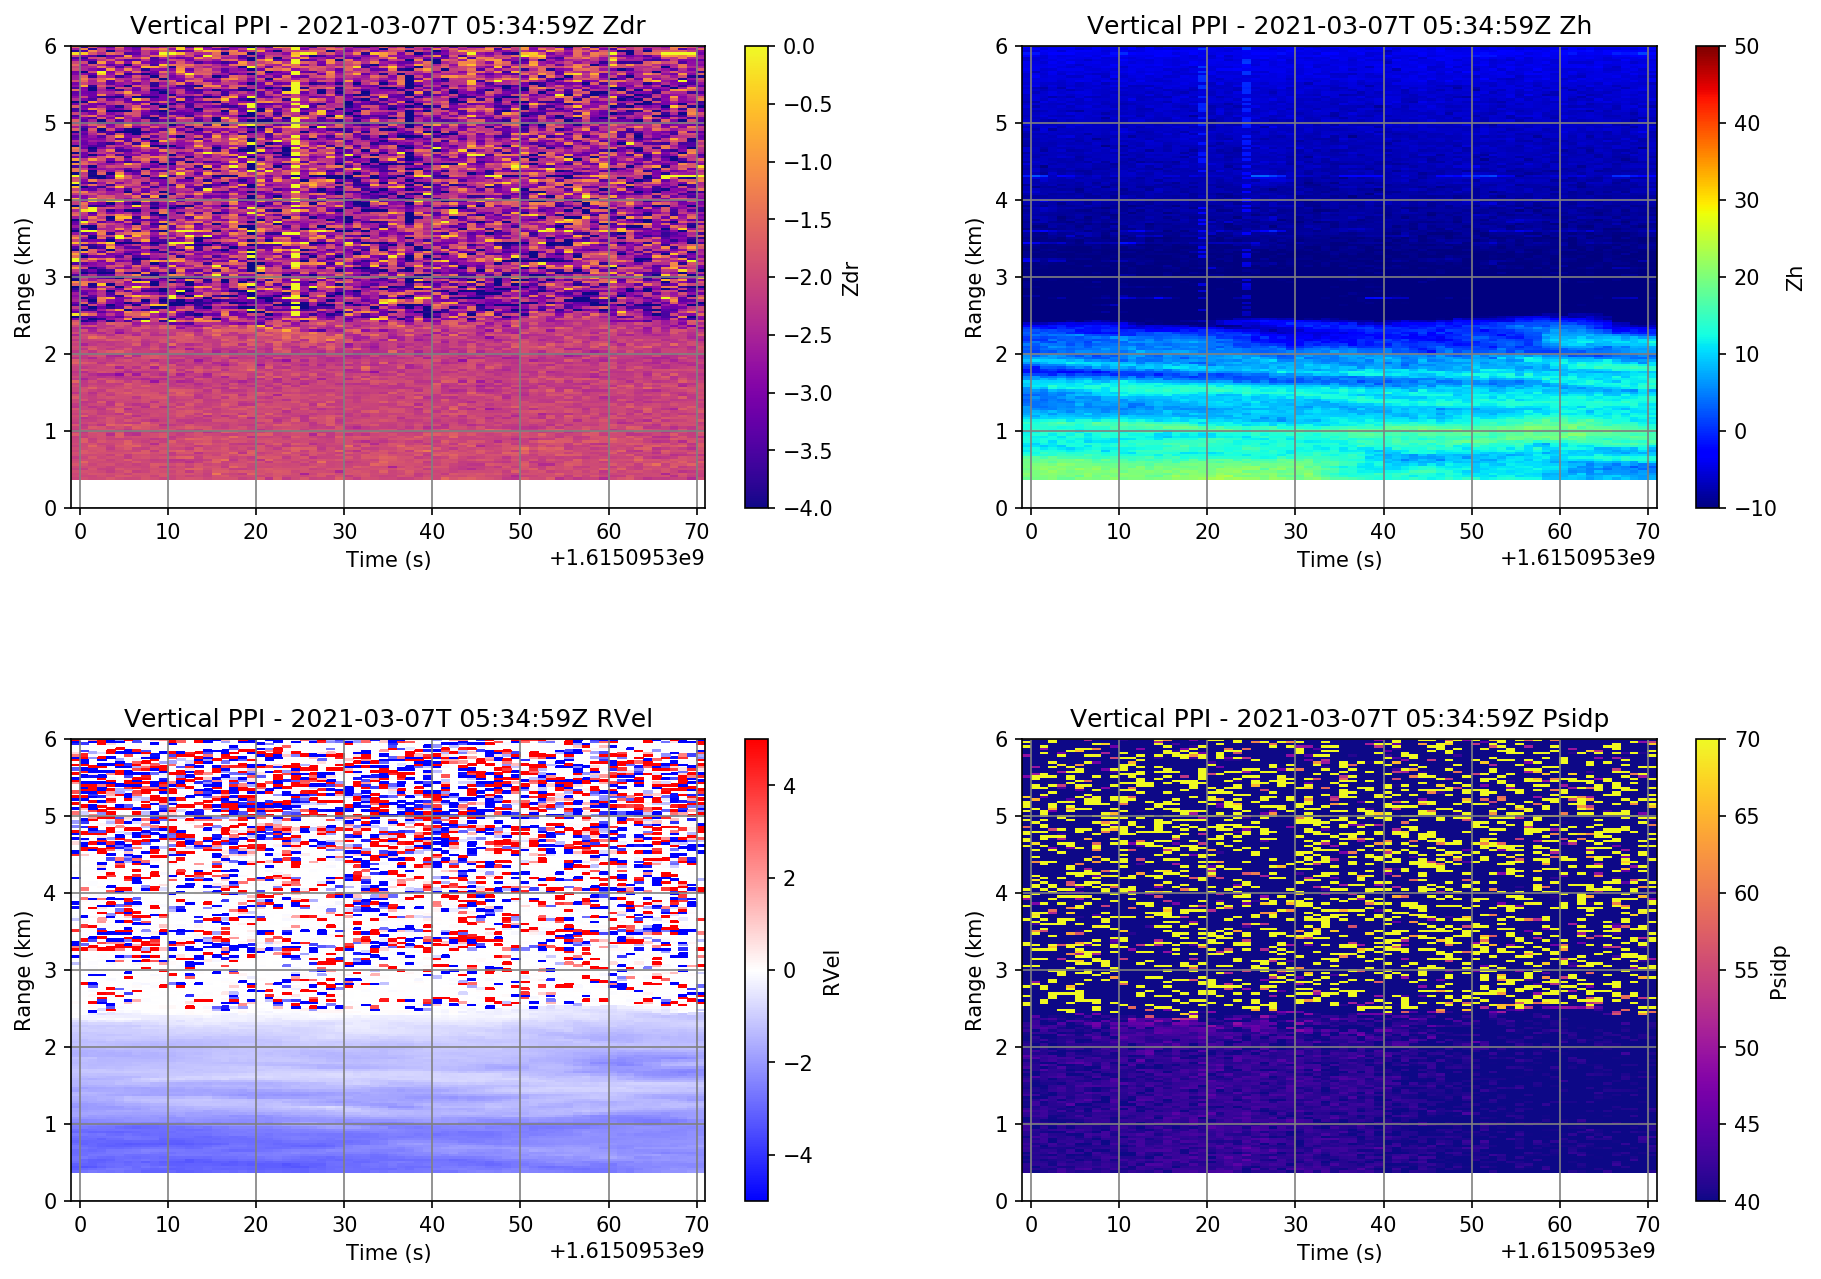 Vertical PPI - 2021-03-07T 05:34:59Z Zdr
6
5
4
3
2
1
0
Range (km)
0 10 20 30 40 50 60 70
Time (s)
+1.6150953e9
0.0
−0.5
−1.0
−1.5
−2.0
−2.5
−3.0
−3.5
−4.0
Zdr
Vertical PPI - 2021-03-07T 05:34:59Z Zh
6
5
4
3
2
1
0
Range (km)
0 10 20 30 40 50 60 70
Time (s)
+1.6150953e9
50
40
30
20
10
0
−10
Zh
Vertical PPI - 2021-03-07T 05:34:59Z RVel
6
5
4
3
2
1
0
Range (km)
0 10 20 30 40 50 60 70
Time (s)
+1.6150953e9
4
2
0
−2
−4
RVel
Vertical PPI - 2021-03-07T 05:34:59Z Psidp
6
5
4
3
2
1
0
Range (km)
0 10 20 30 40 50 60 70
Time (s)
+1.6150953e9
70
65
60
55
50
45
40
Psidp